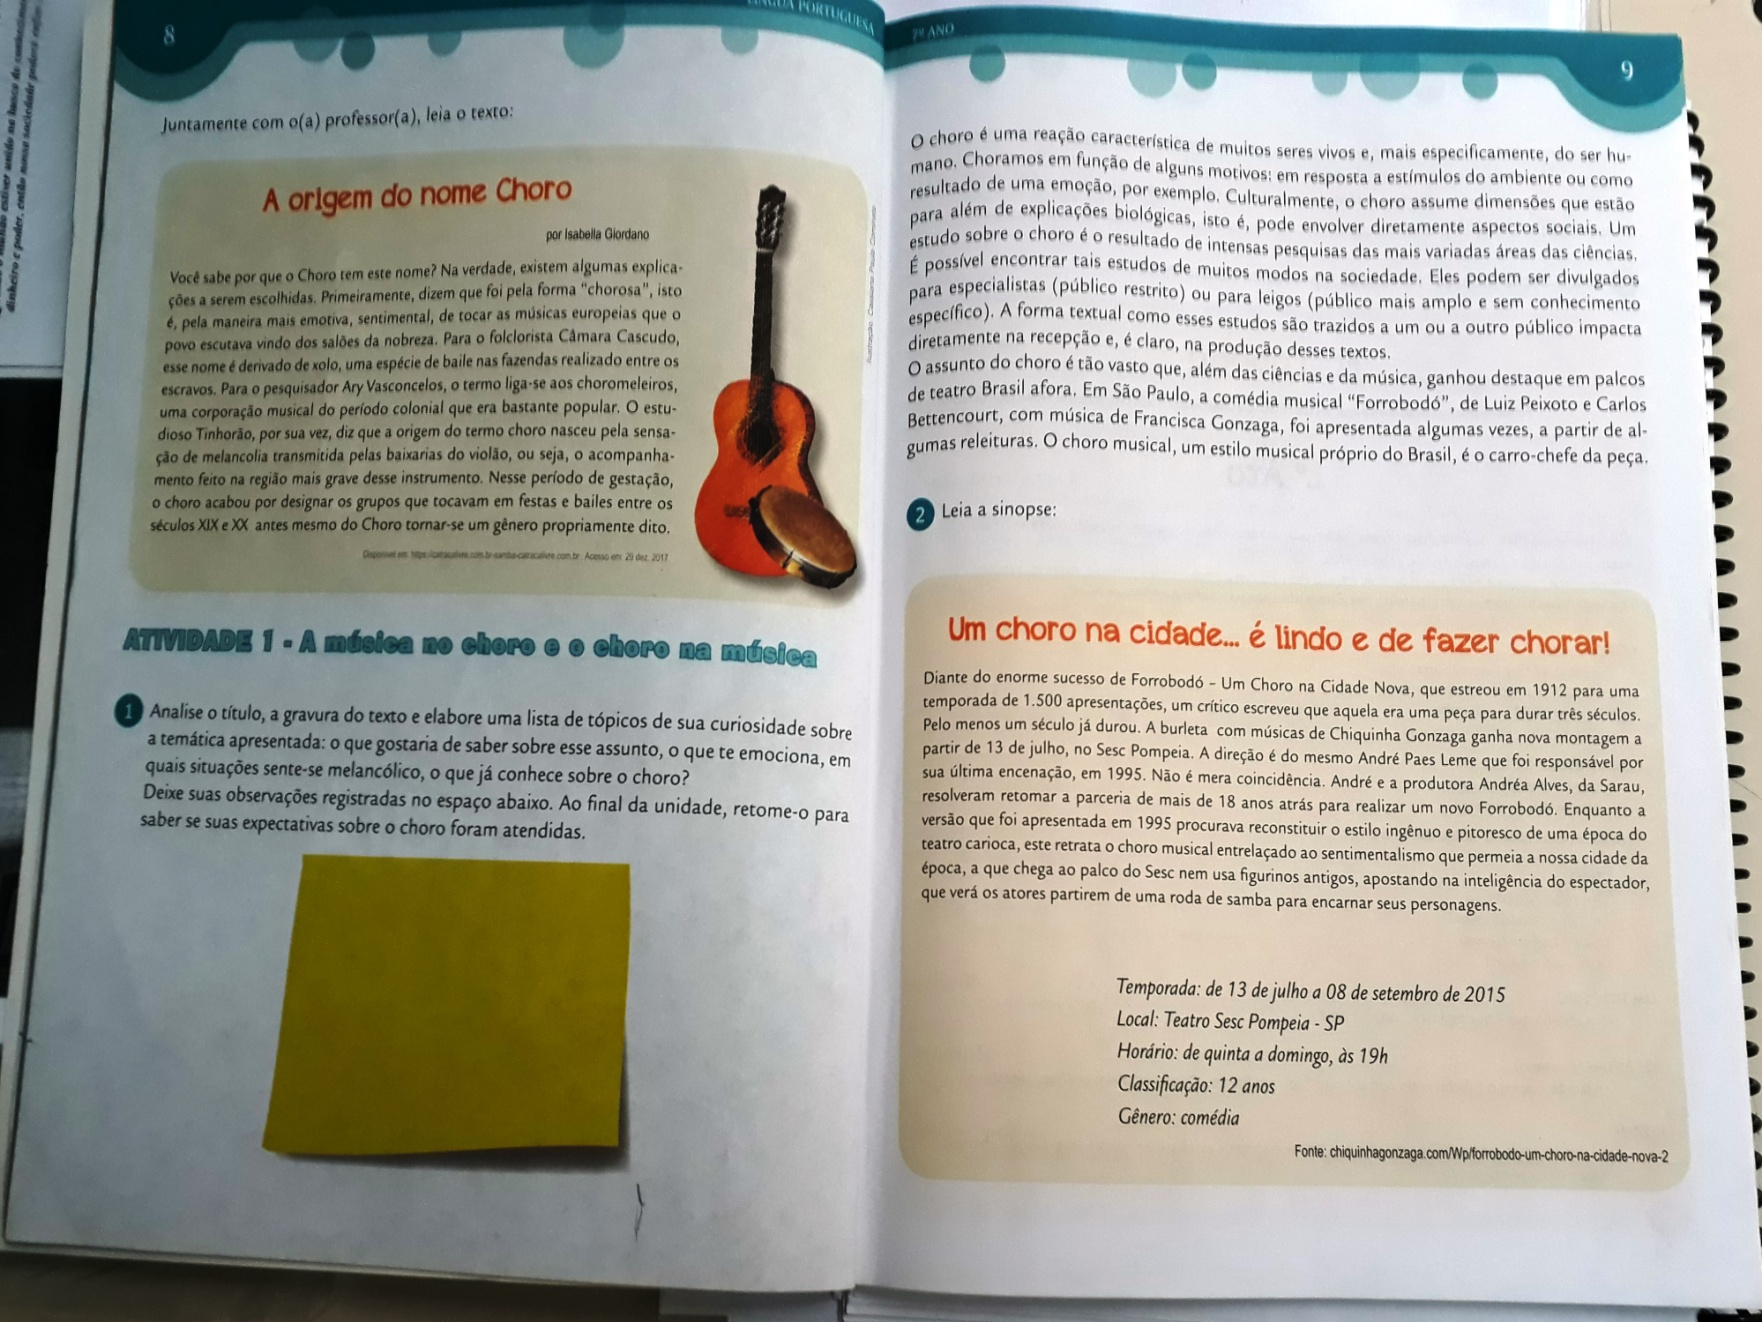 8
LÍNGUA PORTUGUESA
Juntamente com o(a) professor(a), leia o texto:
A origem do nome Choro
por Isabella Giordano
Você sabe por que o Choro tem este nome? Na verdade, existem algumas explica-
ções a serem escolhidas. Primeiramente, dizem que foi pela forma "chorosa", isto
é, pela maneira mais emotiva, sentimental, de tocar as músicas europeias que o
povo escutava vindo dos salões da nobreza. Para o folclorista Câmara Cascudo,
esse nome é derivado de xolo, uma espécie de baile nas fazendas realizado entre os
escravos. Para o pesquisador Ary Vasconcelos, o termo liga-se aos choromeleiros,
uma corporação musical do período colonial que era bastante popular. O estu-
dioso Tinhorão, por sua vez, diz que a origem do termo choro nasceu pela sensa-
ção de melancolia transmitida pelas baixarias do violão, ou seja, o acompanha-
mento feito na região mais grave desse instrumento. Nesse período de gestação,
o choro acabou por designar os grupos que tocavam em festas e bailes entre os
séculos XIX e XX antes mesmo do Choro tornar-se um gênero propriamente dito.
Disponível em: https://catracalivre.com.br-samba-catracalivre.com.br. Acesso em: 29 dez. 2017
ATIVIDADE 1 - A música no choro e o choro na música
1 Analise o título, a gravura do texto e elabore uma lista de tópicos de sua curiosidade sobre
a temática apresentada: o que gostaria de saber sobre esse assunto, o que te emociona, em
quais situações sente-se melancólico, o que já conhece sobre o choro?
Deixe suas observações registradas no espaço abaixo. Ao final da unidade, retome-o para
saber se suas expectativas sobre o choro foram atendidas.
7º ANO
9
O choro é uma reação característica de muitos seres vivos e, mais especificamente, do ser hu-
mano. Choramos em função de alguns motivos: em resposta a estímulos do ambiente ou como
resultado de uma emoção, por exemplo. Culturalmente, o choro assume dimensões que estão
para além de explicações biológicas, isto é, pode envolver diretamente aspectos sociais. Um
estudo sobre o choro é o resultado de intensas pesquisas das mais variadas áreas das ciências.
É possível encontrar tais estudos de muitos modos na sociedade. Eles podem ser divulgados
para especialistas (público restrito) ou para leigos (público mais amplo e sem conhecimento
específico). A forma textual como esses estudos são trazidos a um ou a outro público impacta
diretamente na recepção e, é claro, na produção desses textos.
O assunto do choro é tão vasto que, além das ciências e da música, ganhou destaque em palcos
de teatro Brasil afora. Em São Paulo, a comédia musical "Forrobodó", de Luiz Peixoto e Carlos
Bettencourt, com música de Francisca Gonzaga, foi apresentada algumas vezes, a partir de al-
gumas releituras. O choro musical, um estilo musical próprio do Brasil, é o carro-chefe da peça.
2 Leia a sinopse:
Um choro na cidade... é lindo e de fazer chorar!
Diante do enorme sucesso de Forrobodó - Um Choro na Cidade Nova, que estreou em 1912 para uma
temporada de 1.500 apresentações, um crítico escreveu que aquela era uma peça para durar três séculos.
Pelo menos um século já durou. A burleta com músicas de Chiquinha Gonzaga ganha nova montagem a
partir de 13 de julho, no Sesc Pompeia. A direção é do mesmo André Paes Leme que foi responsável por
sua última encenação, em 1995. Não é mera coincidência. André e a produtora Andréa Alves, da Sarau,
resolveram retomar a parceria de mais de 18 anos atrás para realizar um novo Forrobodó. Enquanto a
versão que foi apresentada em 1995 procurava reconstituir o estilo ingênuo e pitoresco de uma época do
teatro carioca, este retrata o choro musical entrelaçado ao sentimentalismo que permeia a nossa cidade da
época, a que chega ao palco do Sesc nem usa figurinos antigos, apostando na inteligência do espectador,
que verá os atores partirem de uma roda de samba para encarnar seus personagens.
Temporada: de 13 de julho a 08 de setembro de 2015
Local: Teatro Sesc Pompeia - SP
Horário: de quinta a domingo, às 19h
Classificação: 12 anos
Gênero: comédia
Fonte: chiquinhagonzaga.com/Wp/forrobodo-um-choro-na-cidade-nova-2